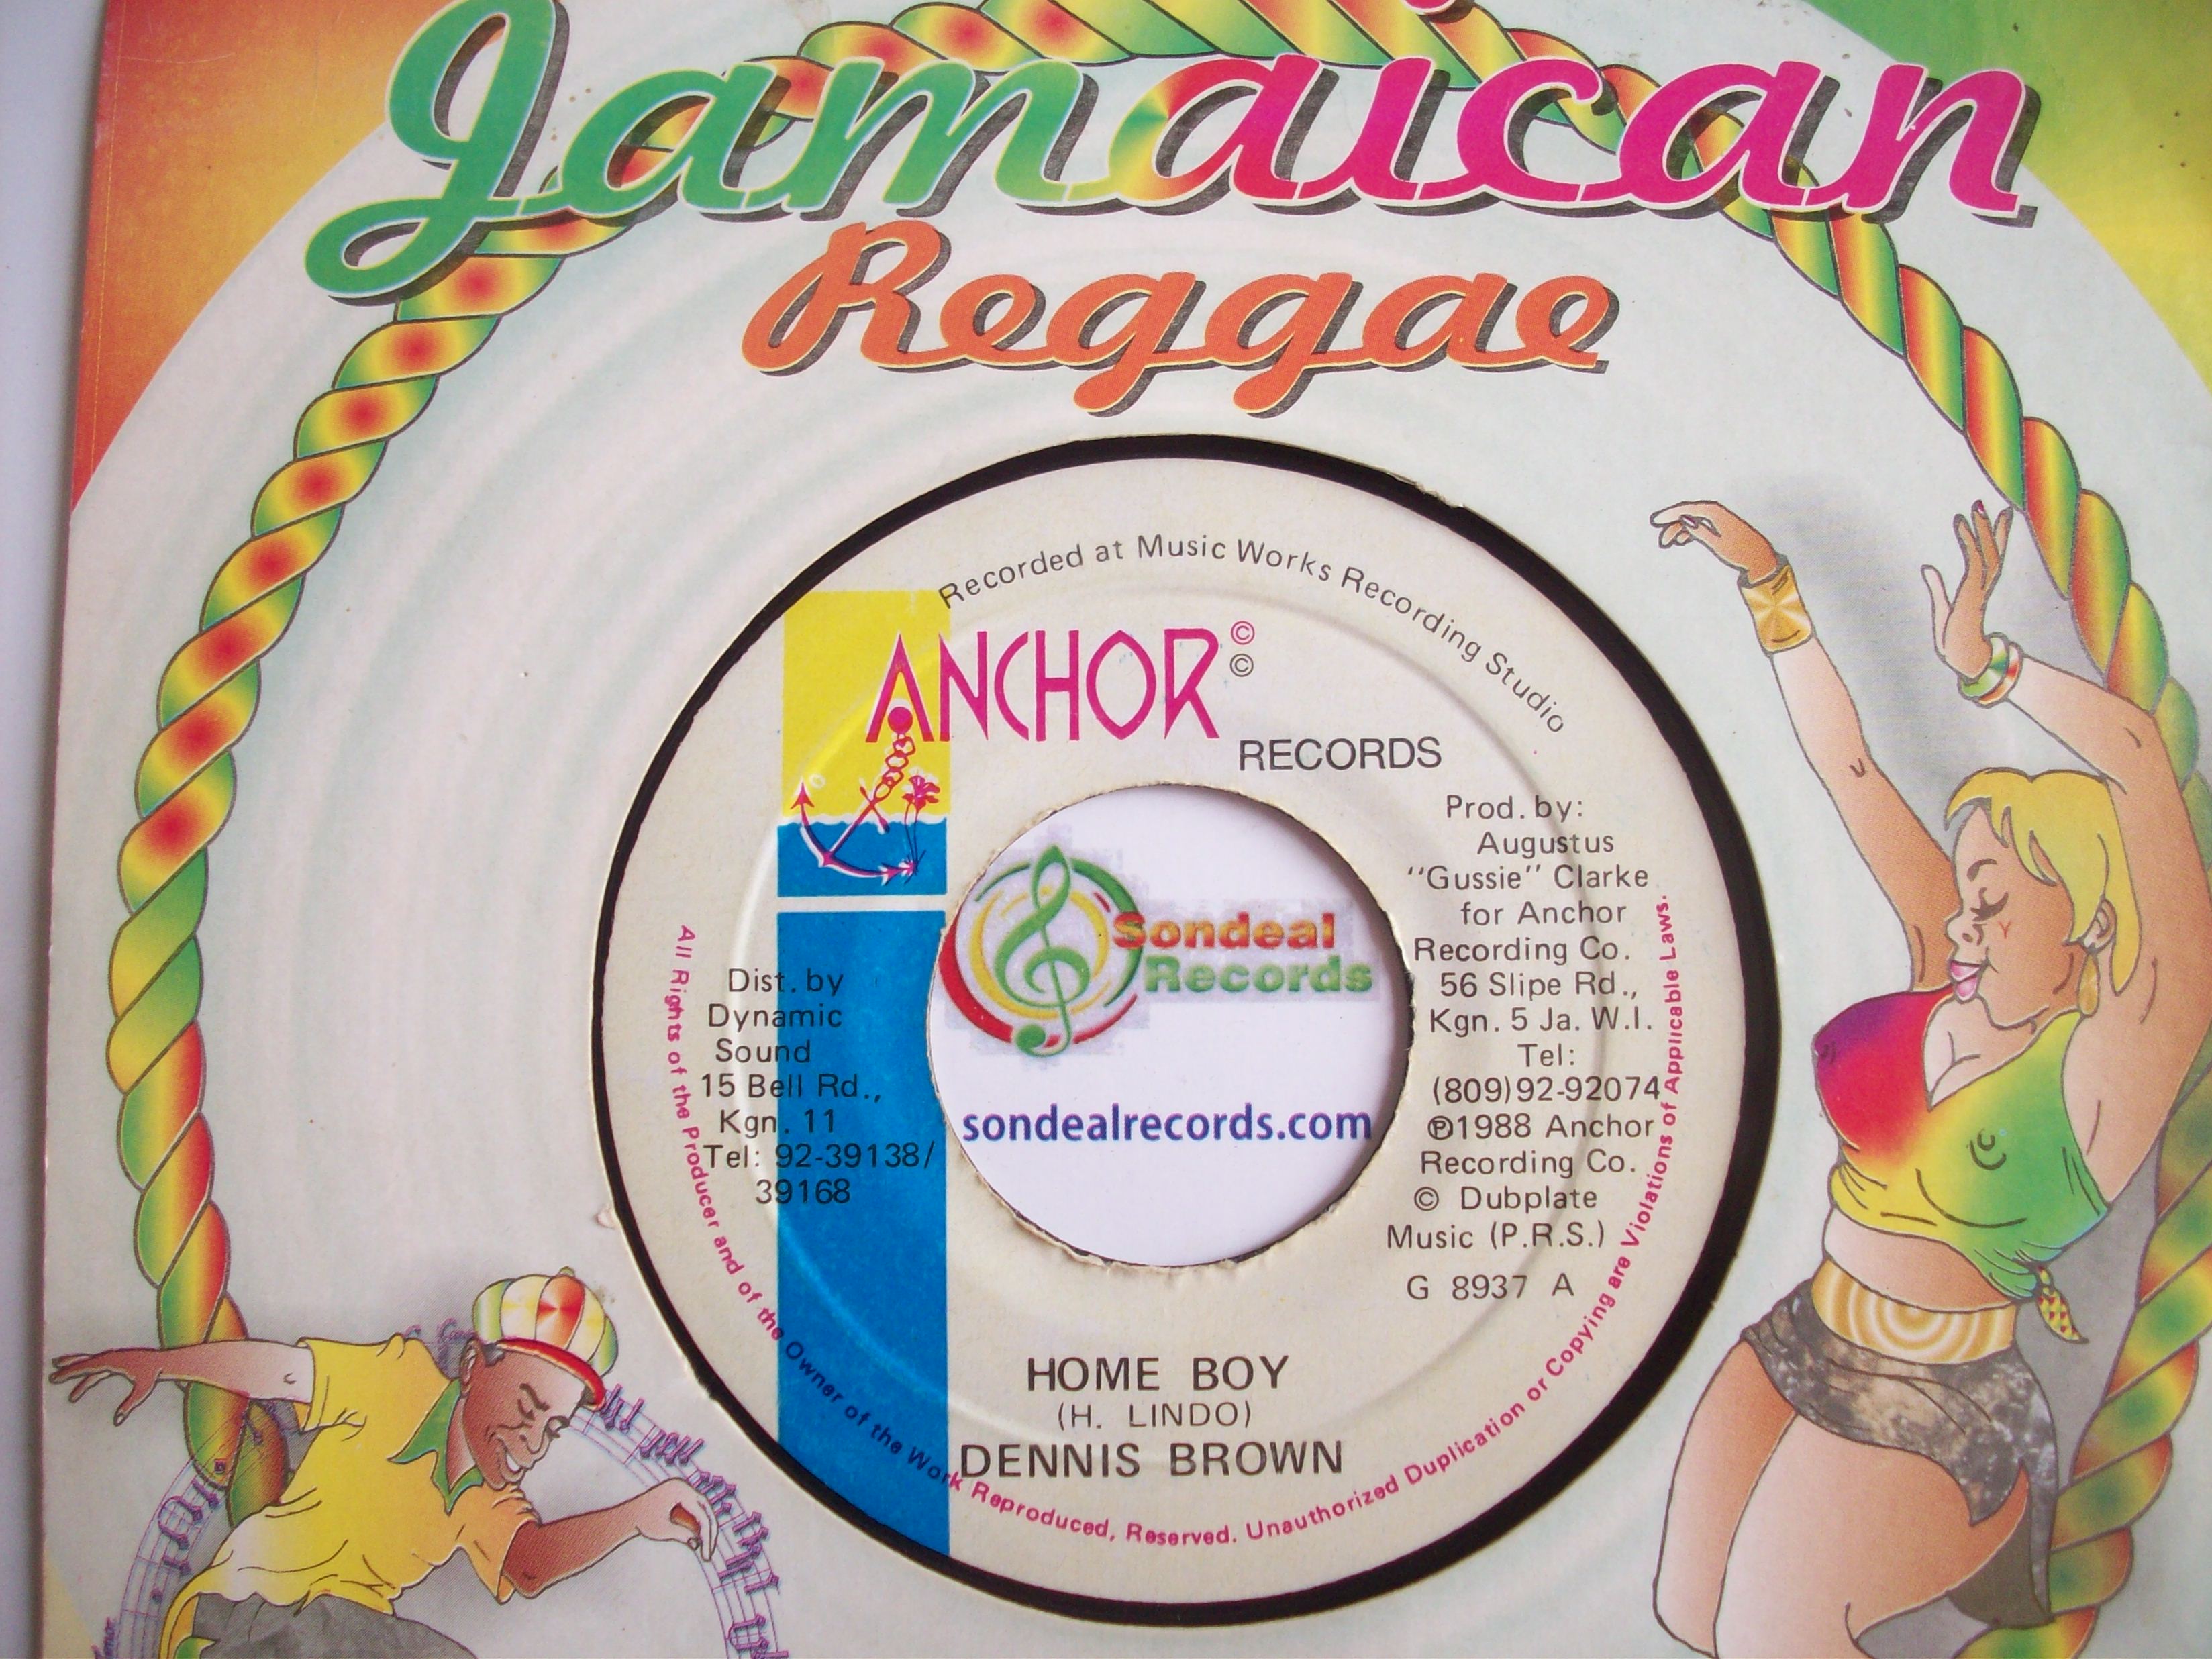 Jamaican
Reggae
Recorded at Music Works Recording Studio
ANCHOR ©
©
RECORDS
Prod. by:
Augustus
"Gussie" Clarke
for Anchor
Recording Co.
56 Slipe Rd.,
Kgn. 5 Ja. W.I.
Tel:
(809)92-92074
℗1988 Anchor
Recording Co.
© Dubplate
Music (P.R.S.)
G 8937 A
Dist. by
Dynamic
Sound
15 Bell Rd.,
Kgn. 11
Tel: 92-39138/
39168
Sondeal
Records
sondealrecords.com
HOME BOY
(H. LINDO)
DENNIS BROWN
All Rights of the Producer and of the Owner of the Work Reproduced, Reserved. Unauthorized Duplication or Copying are Violations of Applicable Laws.